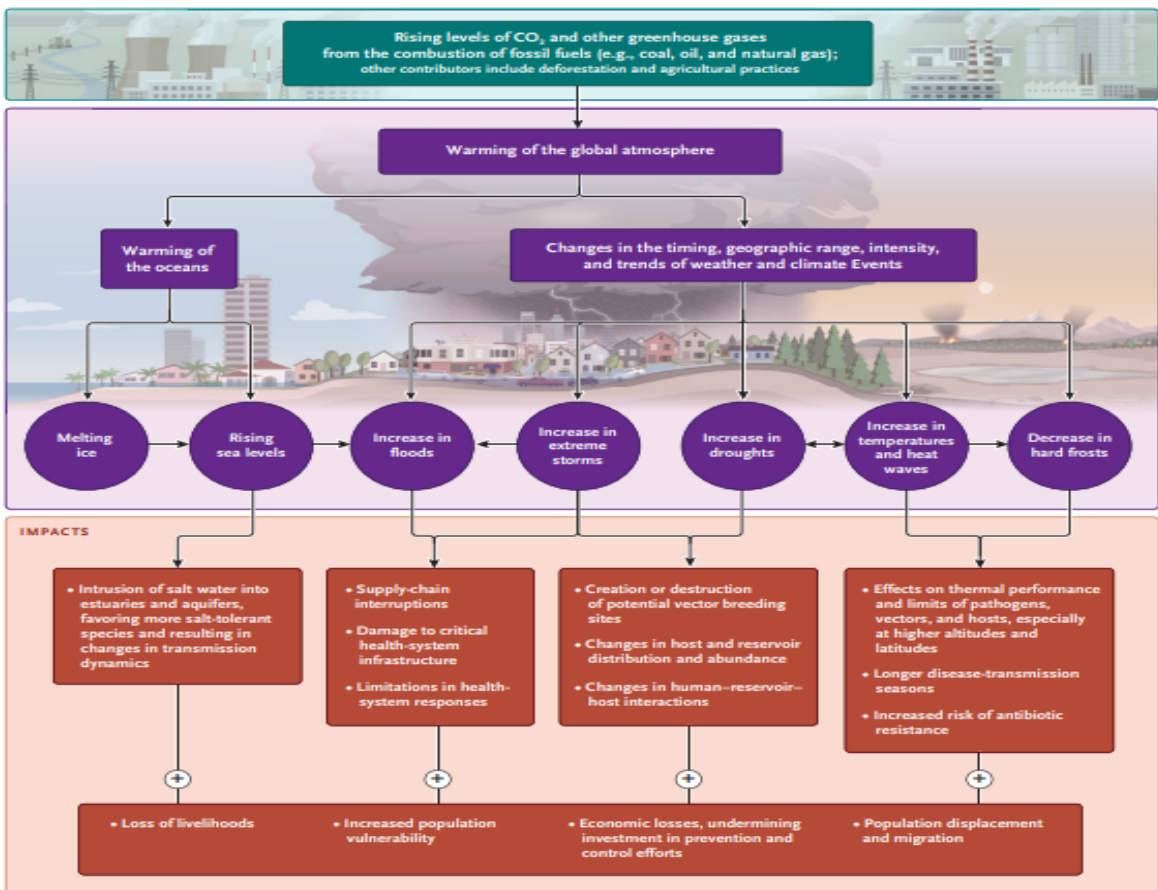 Rising levels of CO₂ and other greenhouse gases
from the combustion of fossil fuels (e.g., coal, oil, and natural gas);
other contributors include deforestation and agricultural practices
Warming of the global atmosphere
Warming of
the oceans
Changes in the timing, geographic range, intensity,
and trends of weather and climate Events
Melting
ice
Rising
sea levels
Increase in
floods
Increase in
extreme
storms
Increase in
droughts
Increase in
temperatures
and heat
waves
Decrease in
hard frosts
IMPACTS
• Intrusion of salt water into
estuaries and aquifers,
favoring more salt-tolerant
species and resulting in
changes in transmission
dynamics
• Supply-chain
interruptions
• Damage to critical
health-system
infrastructure
• Limitations in health-
system responses
• Creation or destruction
of potential vector breeding
sites
• Changes in host and reservoir
distribution and abundance
• Changes in human–reservoir–
host interactions
• Effects on thermal performance
and limits of pathogens,
vectors, and hosts, especially
at higher altitudes and
latitudes
• Longer disease-transmission
seasons
• Increased risk of antibiotic
resistance
+
+
+
+
• Loss of livelihoods
• Increased population
vulnerability
• Economic losses, undermining
investment in prevention and
control efforts
• Population displacement
and migration